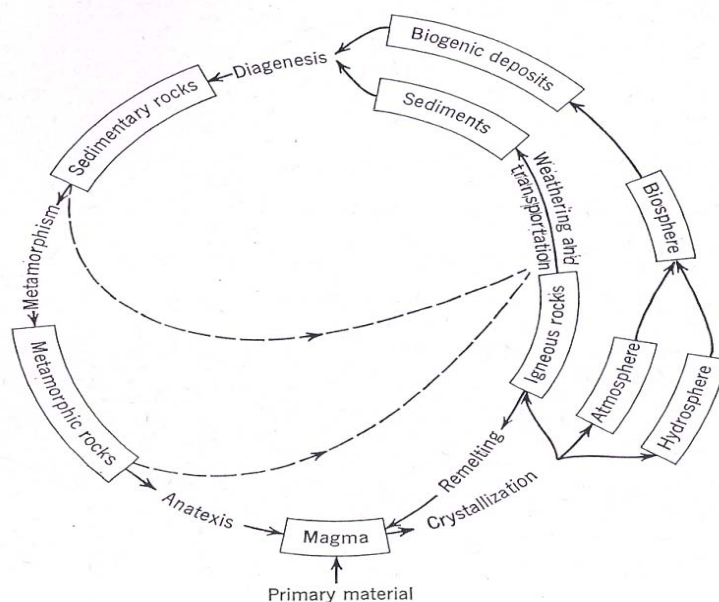 Biogenic deposits
Diagenesis
Sediments
Sedimentary rocks
Weathering and
transportation
Biosphere
Metamorphism
Igneous rocks
Atmosphere
Hydrosphere
Metamorphic rocks
Remelting
Crystallization
Anatexis
Magma
Primary material